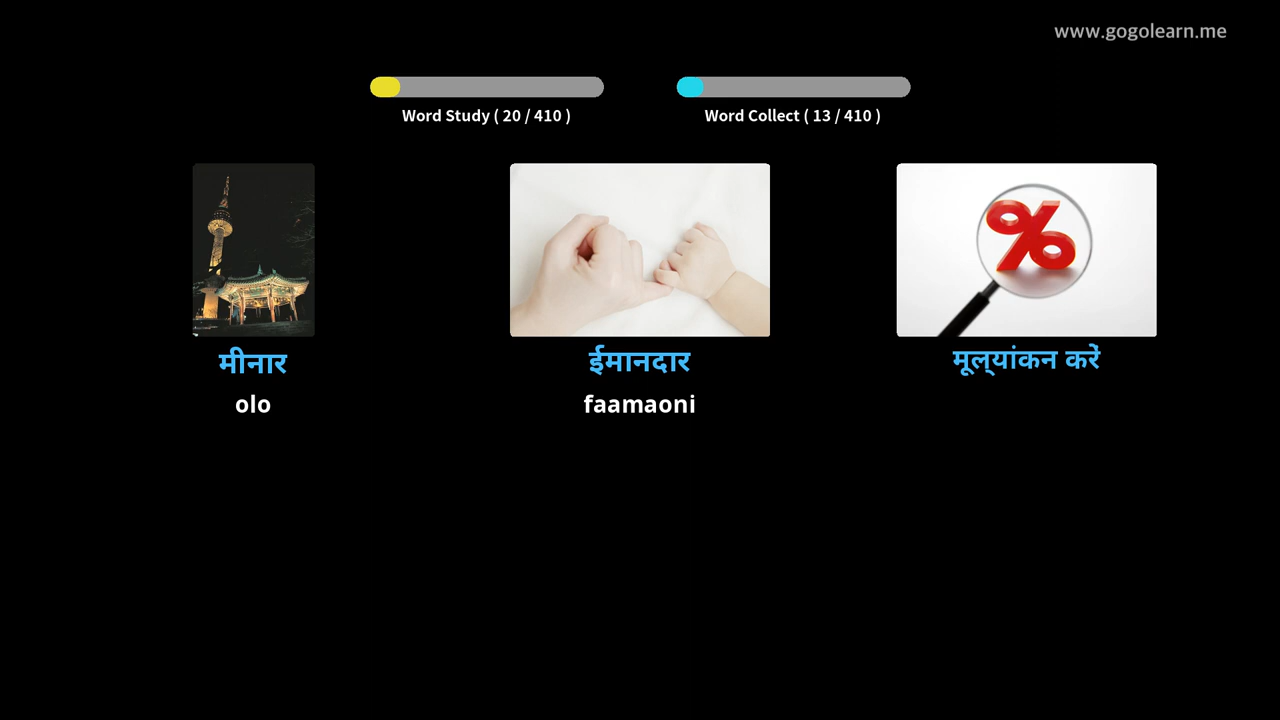 www.gogolearn.me
Word Study ( 20 / 410 )
Word Collect ( 13 / 410 )
मीनार
ईमानदार
मूल्यांकन करें
olo
faamaoni